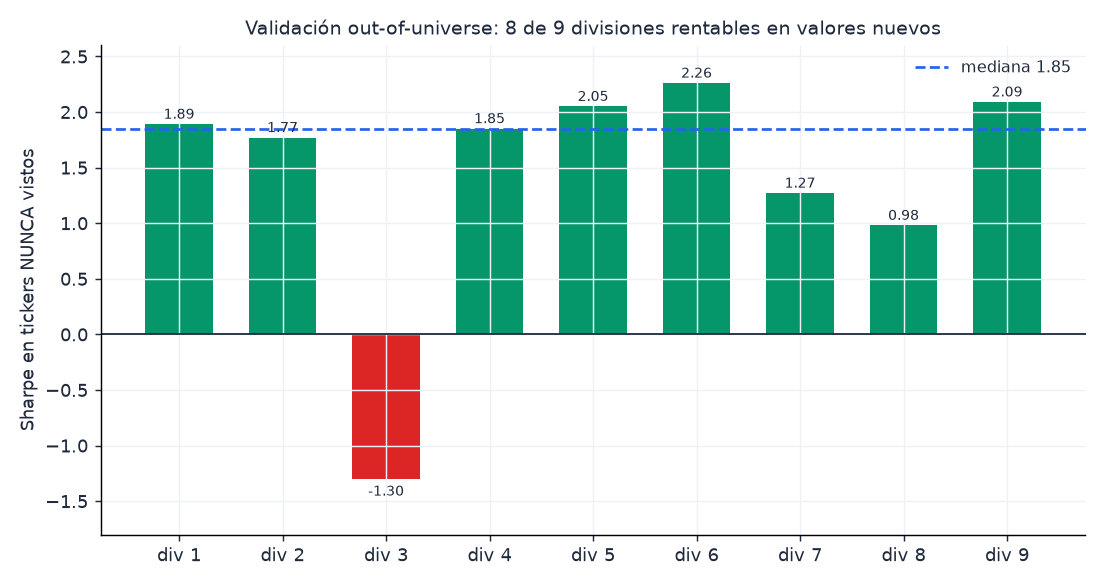 Validación out-of-universe: 8 de 9 divisiones rentables en valores nuevos
Sharpe en tickers NUNCA vistos
2.5
2.0
1.5
1.0
0.5
0.0
−0.5
−1.0
−1.5
mediana 1.85
1.89
1.77
-1.30
1.85
2.05
2.26
1.27
0.98
2.09
div 1
div 2
div 3
div 4
div 5
div 6
div 7
div 8
div 9